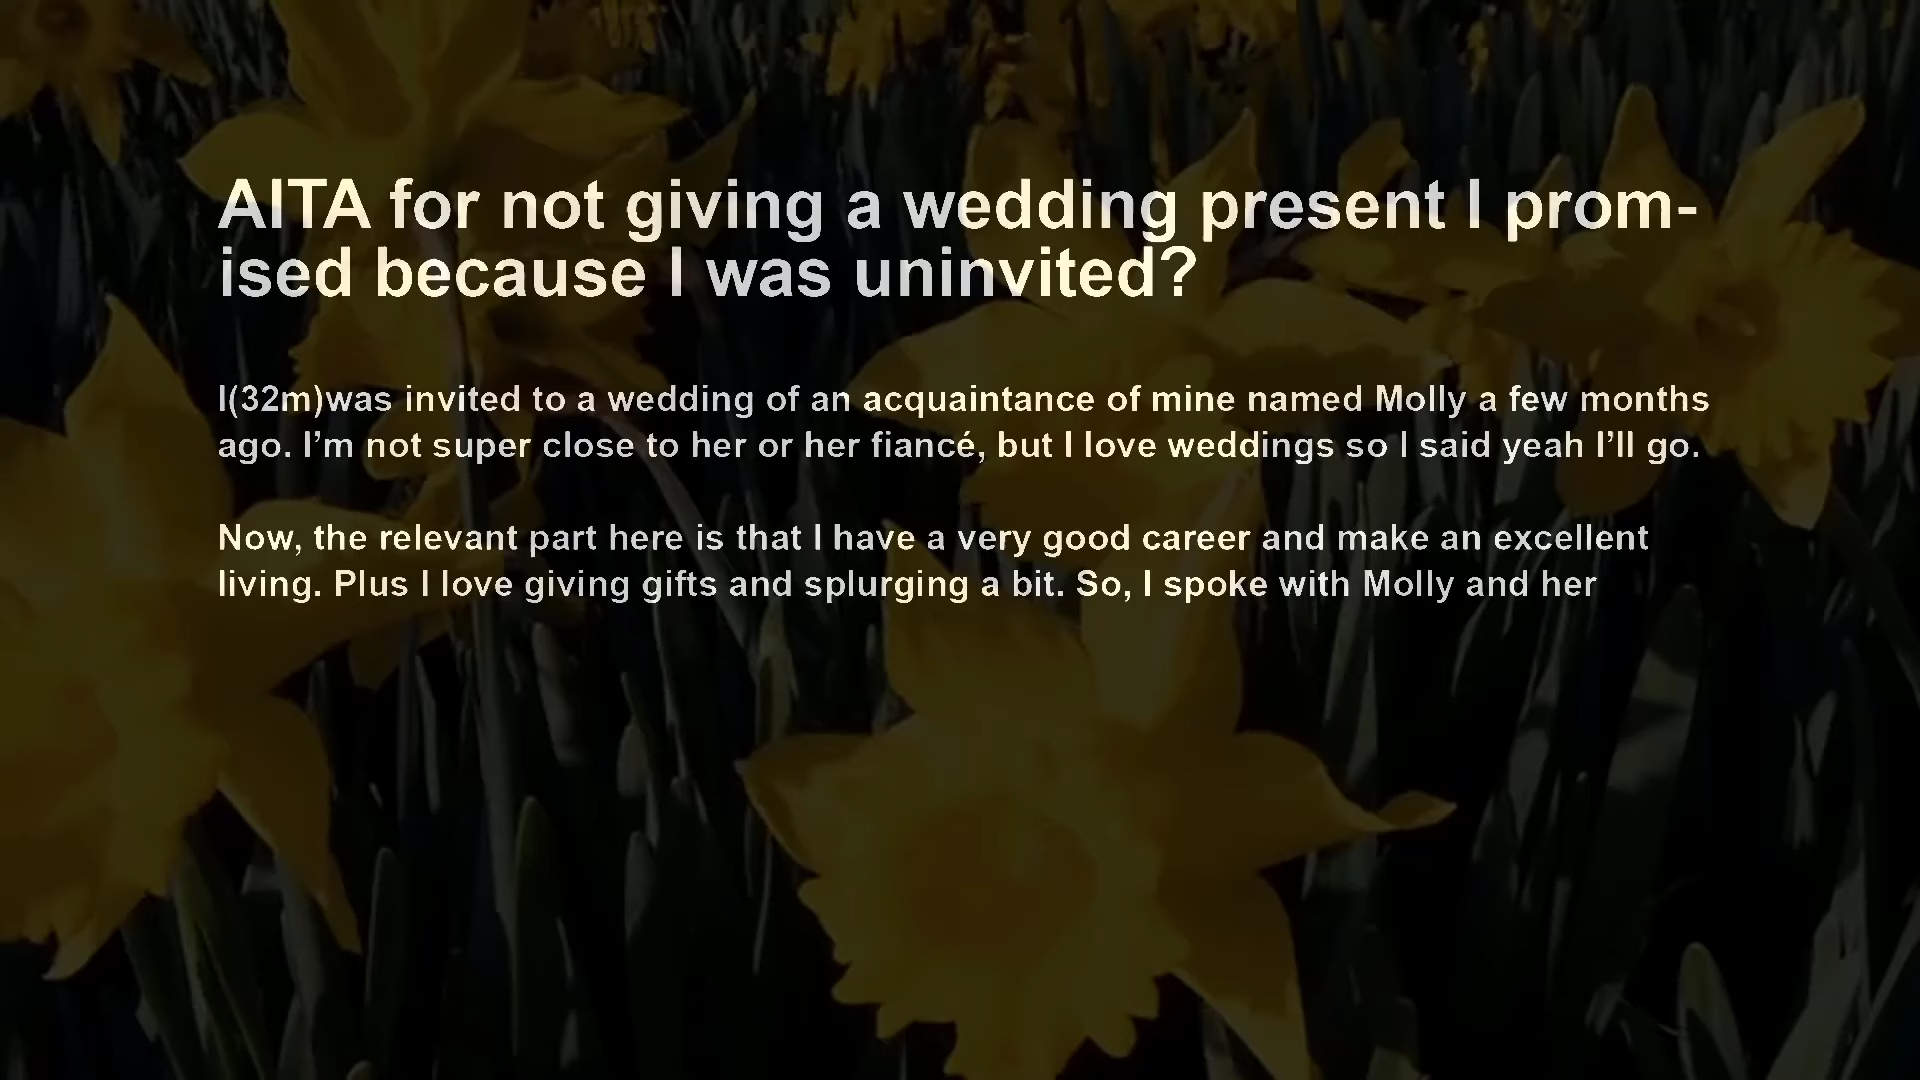 AITA for not giving a wedding present I prom-
ised because I was uninvited?
I(32m)was invited to a wedding of an acquaintance of mine named Molly a few months
ago. I’m not super close to her or her fiancé, but I love weddings so I said yeah I’ll go.
Now, the relevant part here is that I have a very good career and make an excellent
living. Plus I love giving gifts and splurging a bit. So, I spoke with Molly and her